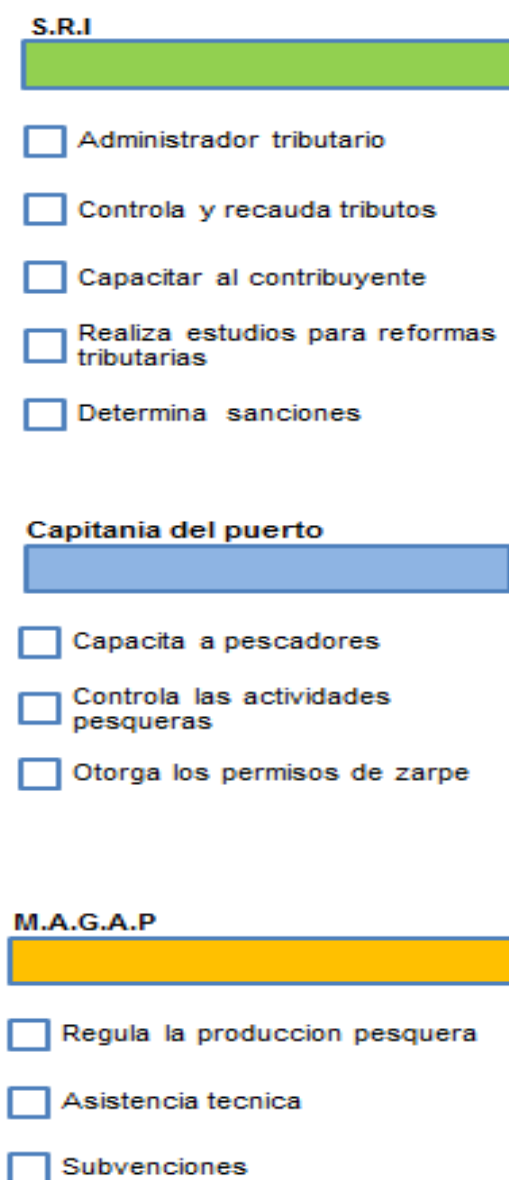 S.R.I
Administrador tributario
Controla y recauda tributos
Capacitar al contribuyente
Realiza estudios para reformas
tributarias
Determina sanciones
Capitania del puerto
Capacita a pescadores
Controla las actividades
pesqueras
Otorga los permisos de zarpe
M.A.G.A.P
Regula la produccion pesquera
Asistencia tecnica
Subvenciones